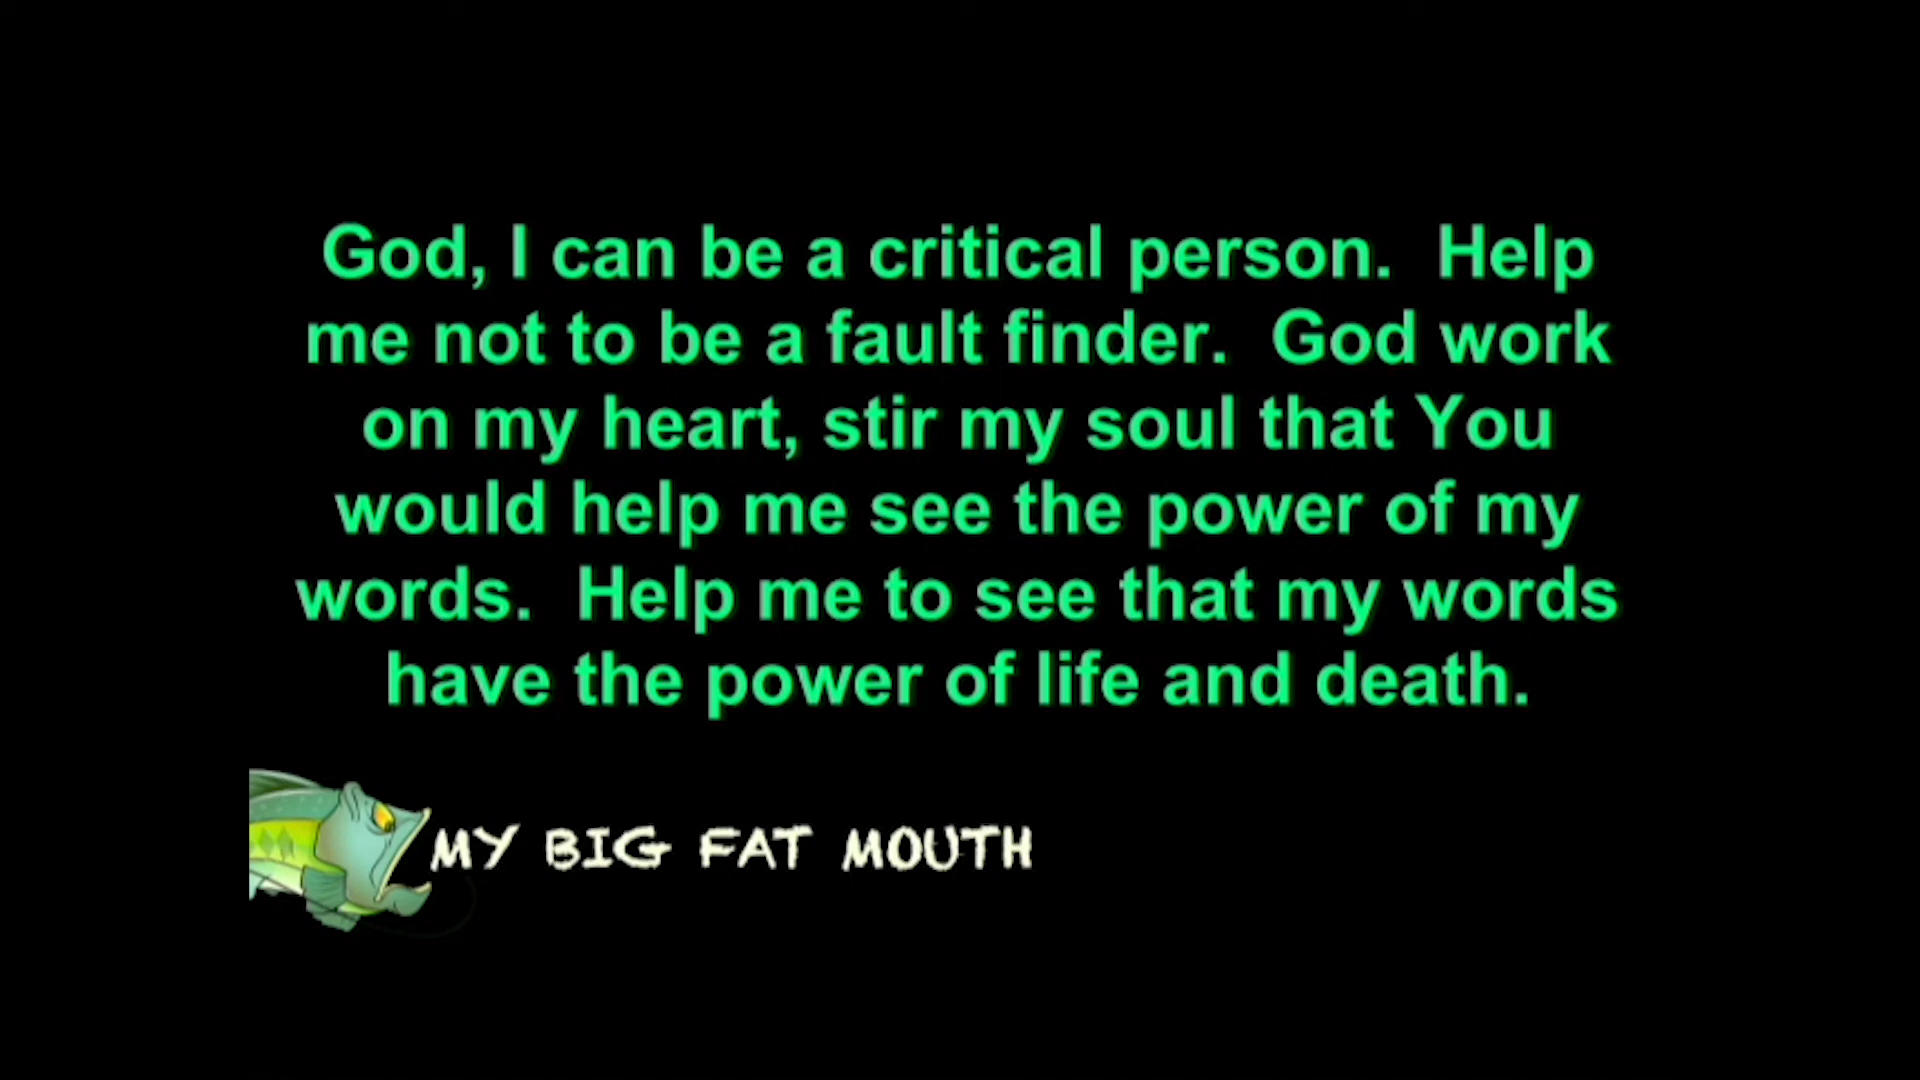 God, I can be a critical person.  Help
me not to be a fault finder.  God work
on my heart, stir my soul that You
would help me see the power of my
words.  Help me to see that my words
have the power of life and death.
MY BIG FAT MOUTH